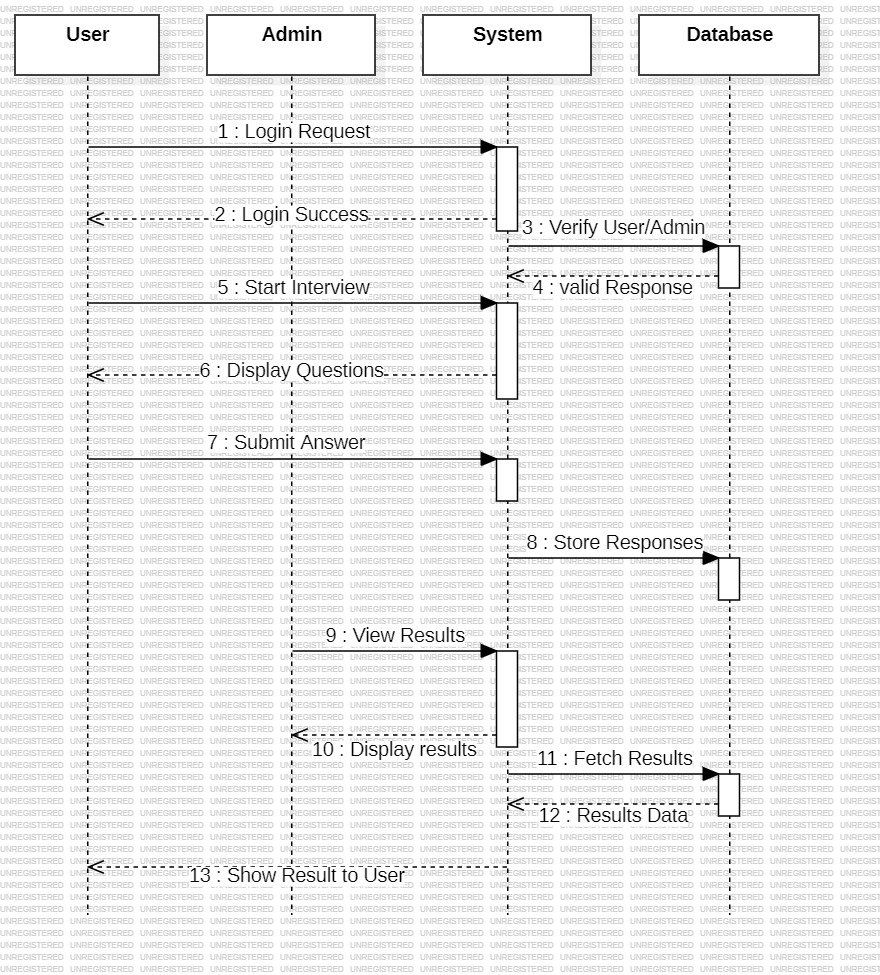 User
Admin
System
Database
1 : Login Request
2 : Login Success
3 : Verify User/Admin
4 : valid Response
5 : Start Interview
6 : Display Questions
7 : Submit Answer
8 : Store Responses
9 : View Results
10 : Display results
11 : Fetch Results
12 : Results Data
13 : Show Result to User
UNREGISTERED